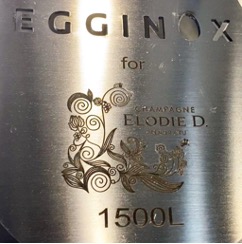 EGGINOX
for
CHAMPAGNE
ELODIE D.
1500L